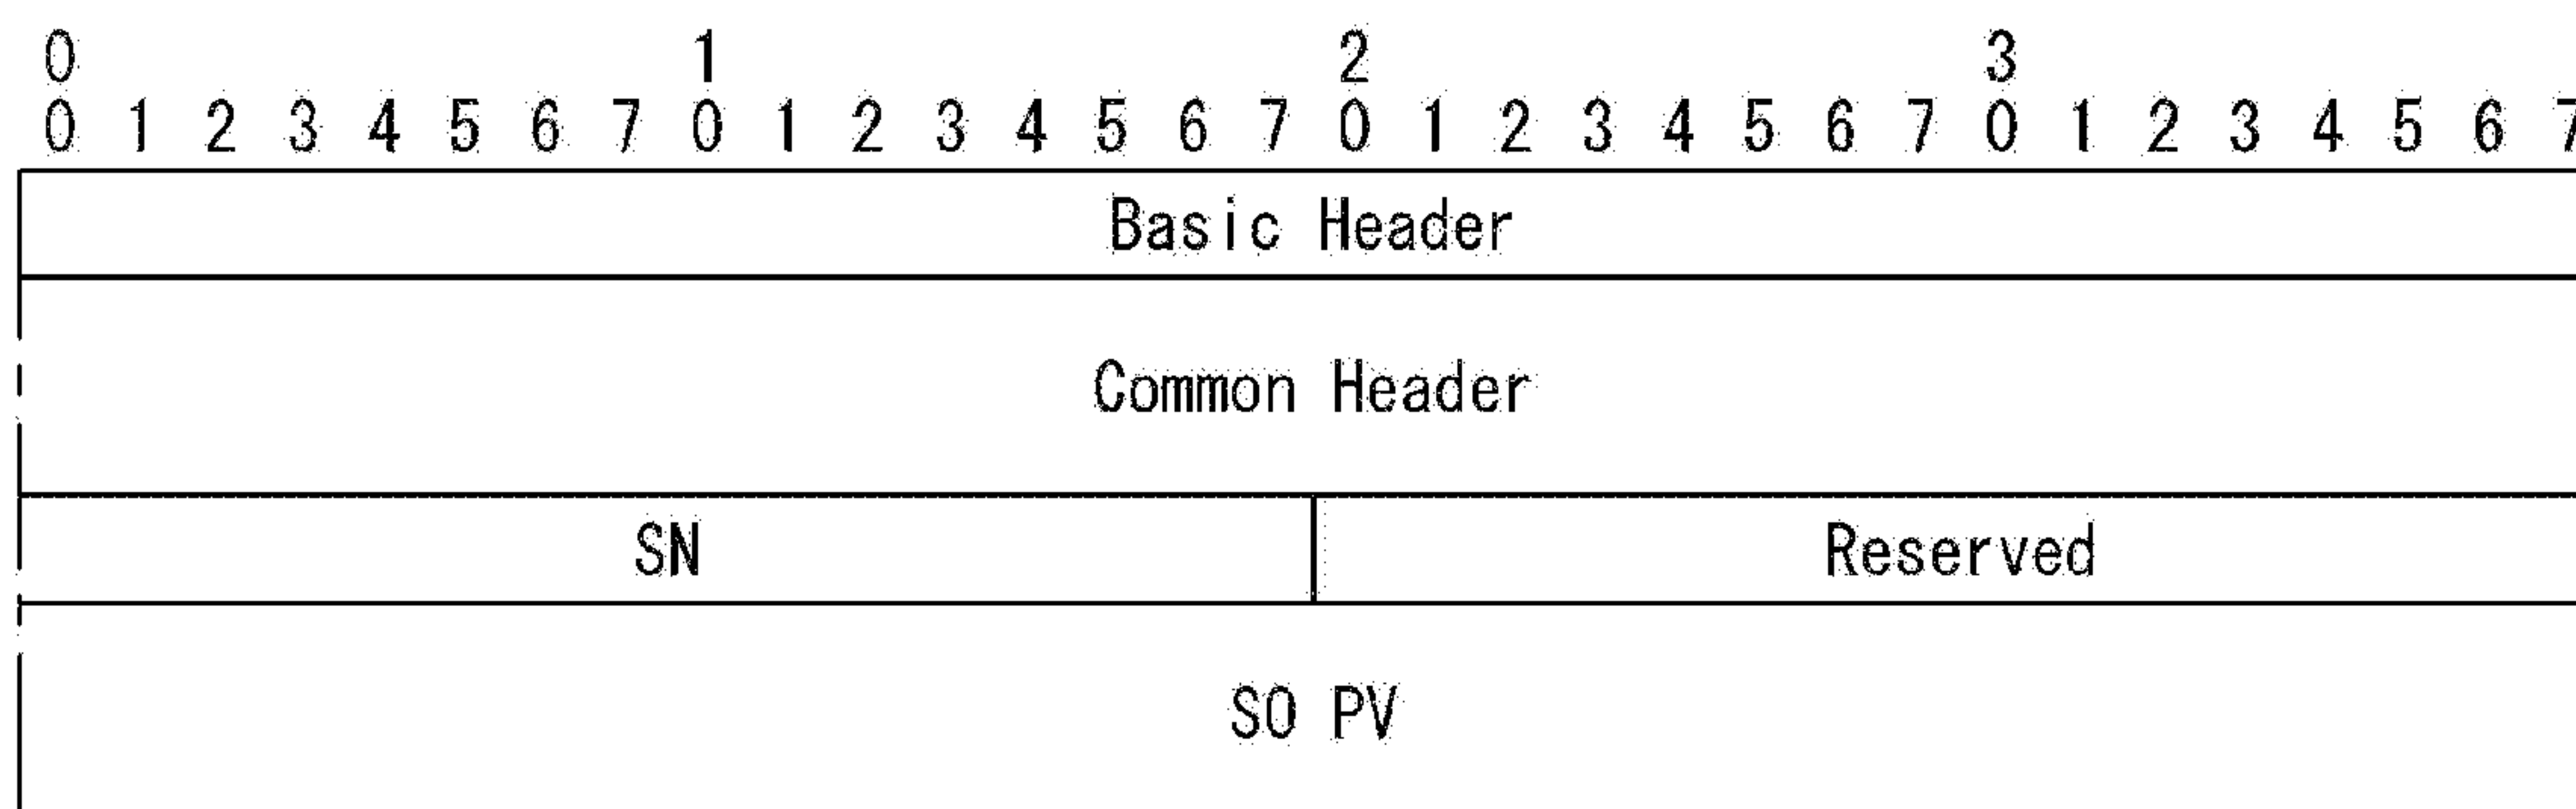 0 1 2 3
0 1 2 3 4 5 6 7 0 1 2 3 4 5 6 7 0 1 2 3 4 5 6 7 0 1 2 3 4 5 6 7
Basic Header
Common Header
SN Reserved
SO PV